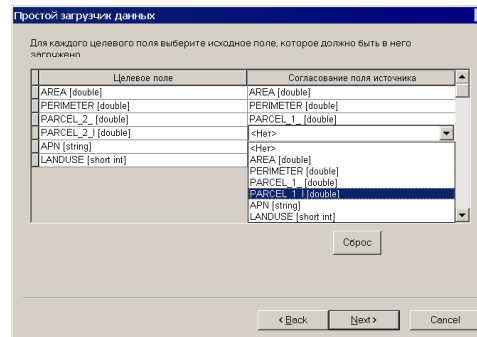 Простой загрузчик данных
Для каждого целевого поля выберите исходное поле, которое должно быть в него
загружено
Целевое поле Согласование поля источника
AREA [double] AREA [double]
PERIMETER [double] PERIMETER [double]
PARCEL_2_ [double] PARCEL_1_ [double]
PARCEL_2_I [double] <Нет>
APN [string] <Нет>
LANDUSE [short int] AREA [double]
PERIMETER [double]
PARCEL_1_ [double]
PARCEL_1_I [double]
APN [string]
LANDUSE [short int]
Сброс
< Back Next > Cancel